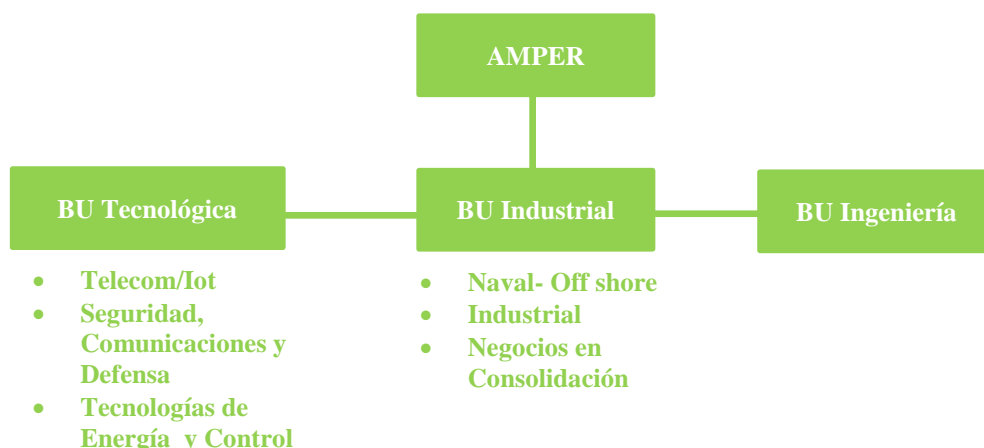 AMPER
BU Tecnológica
BU Industrial
BU Ingeniería
• Telecom/Iot
• Seguridad,
Comunicaciones y
Defensa
• Tecnologías de
Energía y Control
• Naval- Off shore
• Industrial
• Negocios en
Consolidación